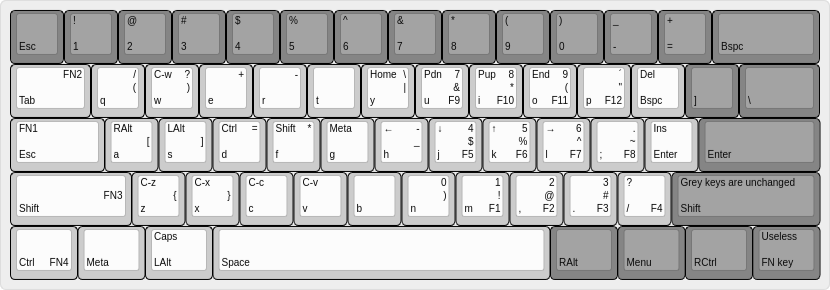 ! @ # $ % ^ & * ( ) _ +
Esc 1 2 3 4 5 6 7 8 9 0 - = Bspc
FN2 / C-w ? + - Home \ Pdn 7 Pup 8 End 9 ´ Del
( ) | & * ( "
Tab q w e r t y u F9 i F10 o F11 p F12 Bspc ] \
FN1 RAlt LAlt Ctrl = Shift * Meta ← - ↓ 4 ↑ 5 → 6 . Ins
[ ] _ $ % ^ ~
Esc a s d f g h j F5 k F6 l F7 ; F8 Enter Enter
C-z C-x C-c C-v 0 1 2 3 ? Grey keys are unchanged
FN3 { } ) ! @ #
Shift z x c v b n m F1 , F2 . F3 / F4 Shift
Caps Useless
Ctrl FN4 Meta LAlt Space RAlt Menu RCtrl FN key